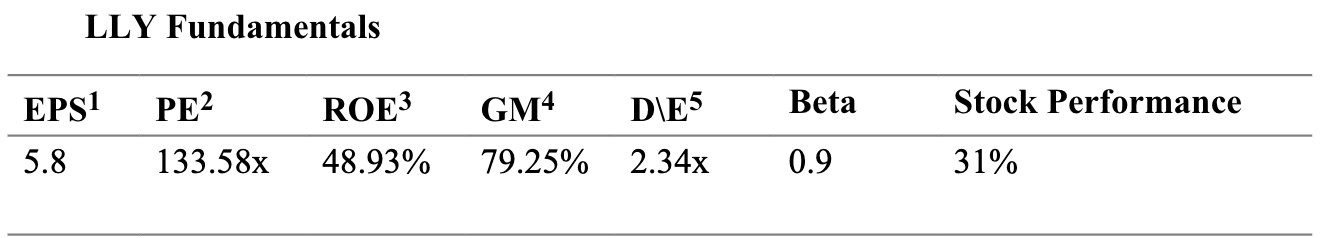 LLY Fundamentals
EPS¹ PE² ROE³ GM⁴ D\E⁵ Beta Stock Performance
5.8 133.58x 48.93% 79.25% 2.34x 0.9 31%